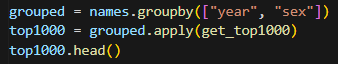 grouped = names.groupby(["year", "sex"])
top1000 = grouped.apply(get_top1000)
top1000.head()